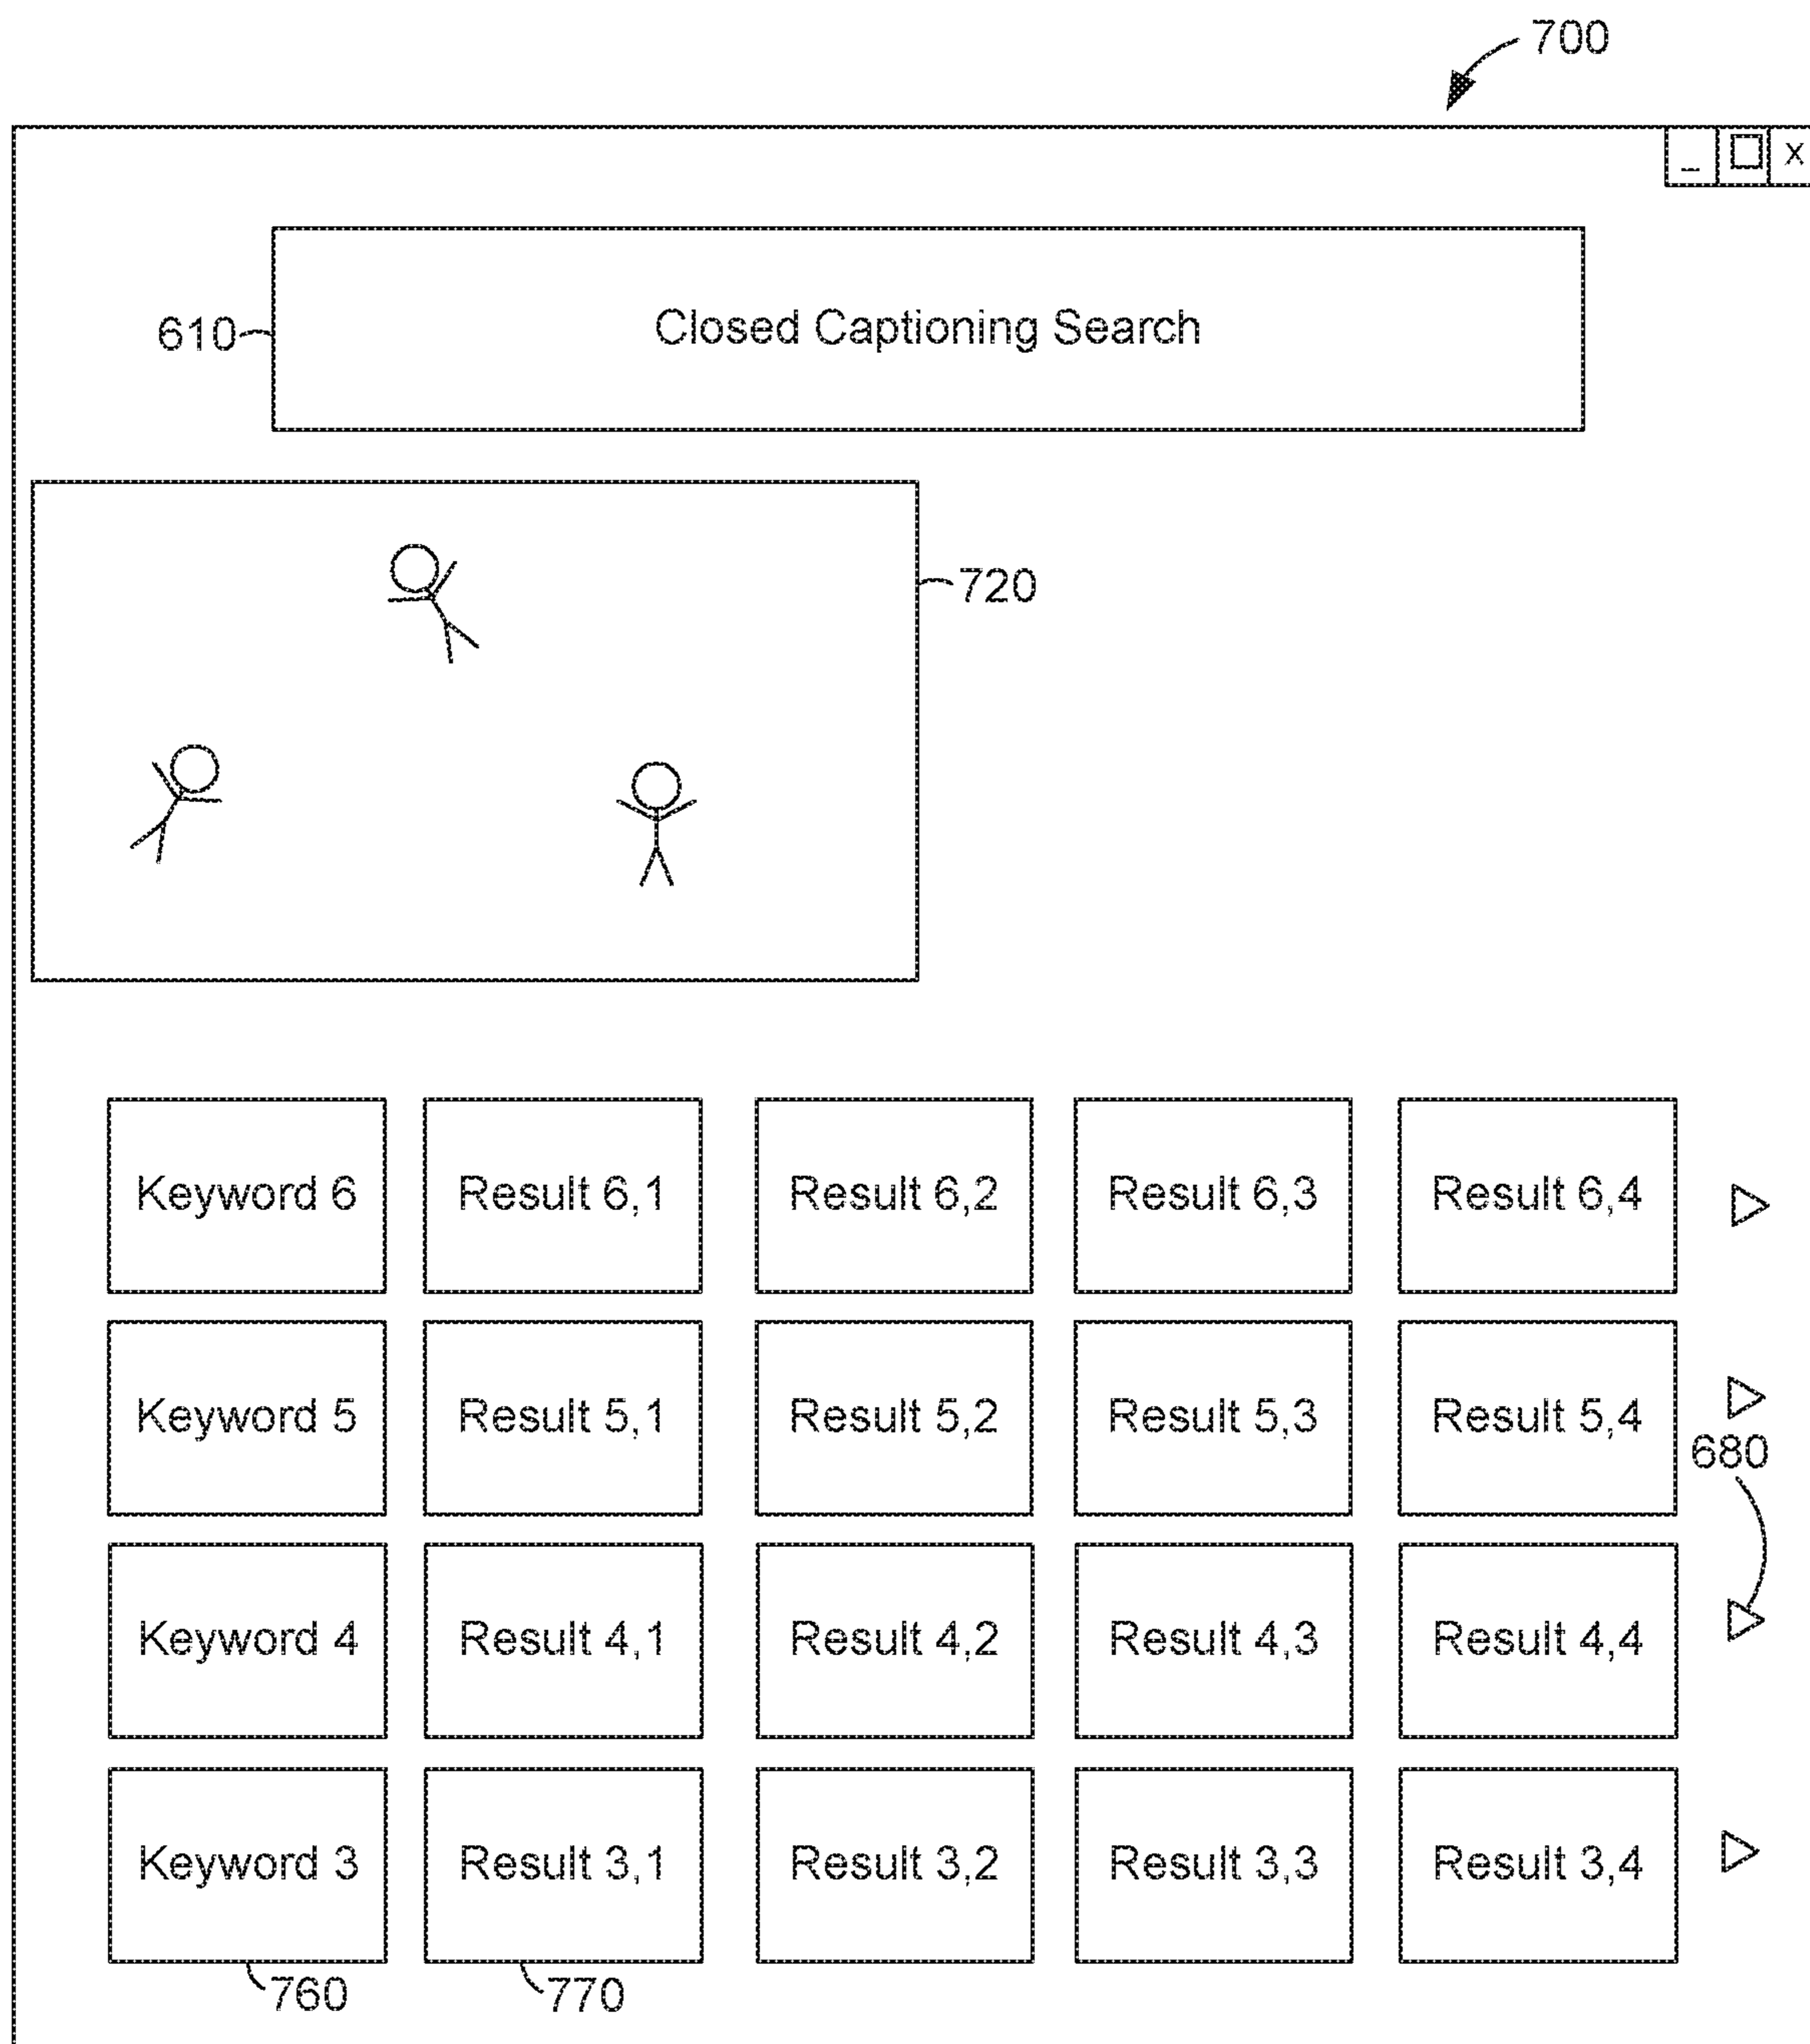 700
_ □ X
610 Closed Captioning Search
720
Keyword 6 Result 6,1 Result 6,2 Result 6,3 Result 6,4
Keyword 5 Result 5,1 Result 5,2 Result 5,3 Result 5,4
680
Keyword 4 Result 4,1 Result 4,2 Result 4,3 Result 4,4
Keyword 3 Result 3,1 Result 3,2 Result 3,3 Result 3,4
760 770